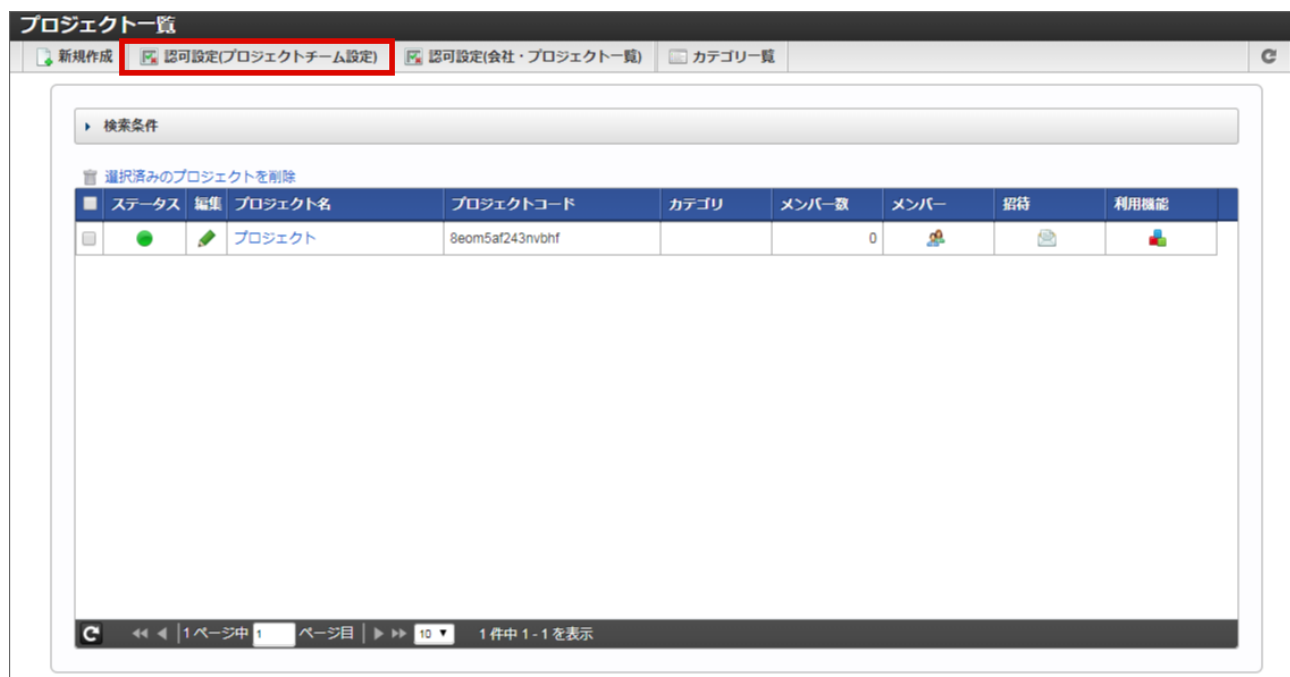 プロジェクト一覧
新規作成 認可設定(プロジェクトチーム設定) 認可設定(会社・プロジェクト一覧) カテゴリ一覧
検索条件
選択済みのプロジェクトを削除
ステータス 編集 プロジェクト名 プロジェクトコード カテゴリ メンバー数 メンバー 招待 利用機能
プロジェクト 8eom5af243nvbhf 0
1 ページ中 1 ページ目 10 1 件中 1 - 1 を表示